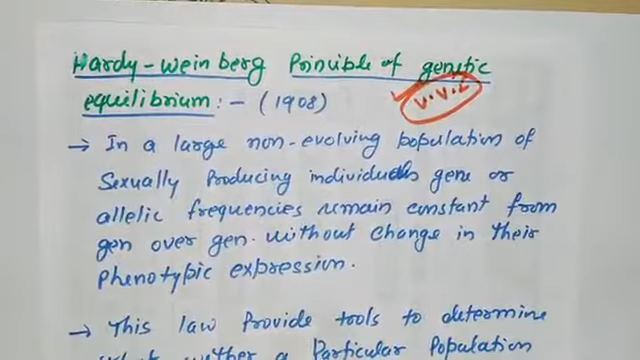 Hardy-Weinberg Principle of genetic
equilibrium:- (1908)
V.V.I
→ In a large non-evolving population of
Sexually Producing individuals gene or
allelic frequencies remain constant from
gen over gen. without change in their
Phenotypic expression.
→ This law Provide tools to determine
wether a Particular Population